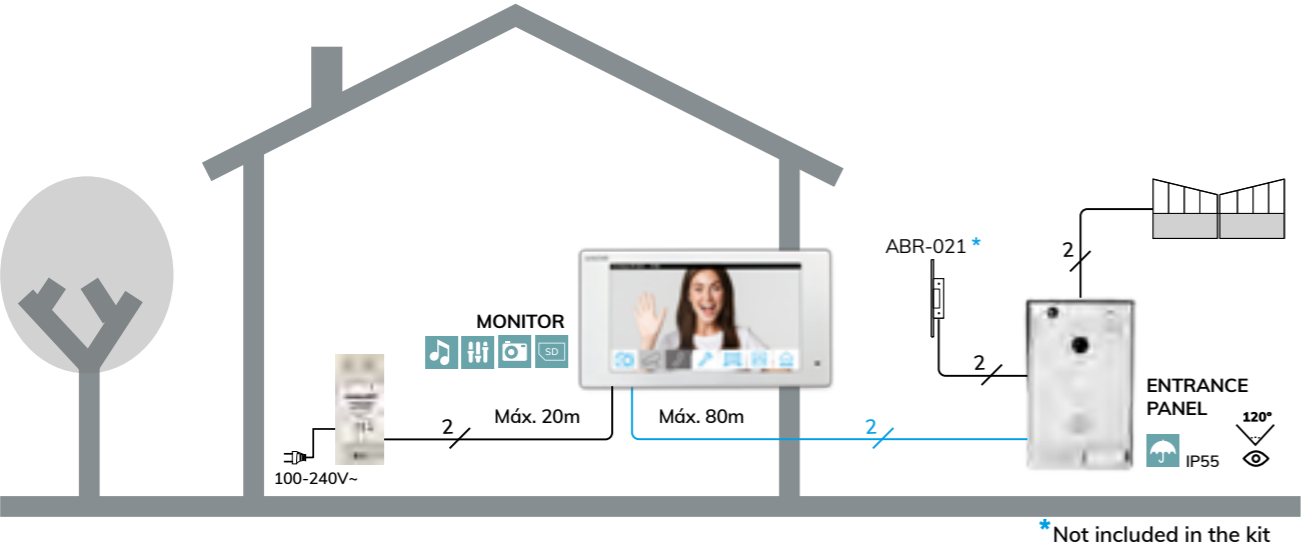 ABR-021 *
2
MONITOR
SD
2
ENTRANCE
PANEL
120°
IP55
Máx. 20m
Máx. 80m
2
2
100-240V~
*Not included in the kit